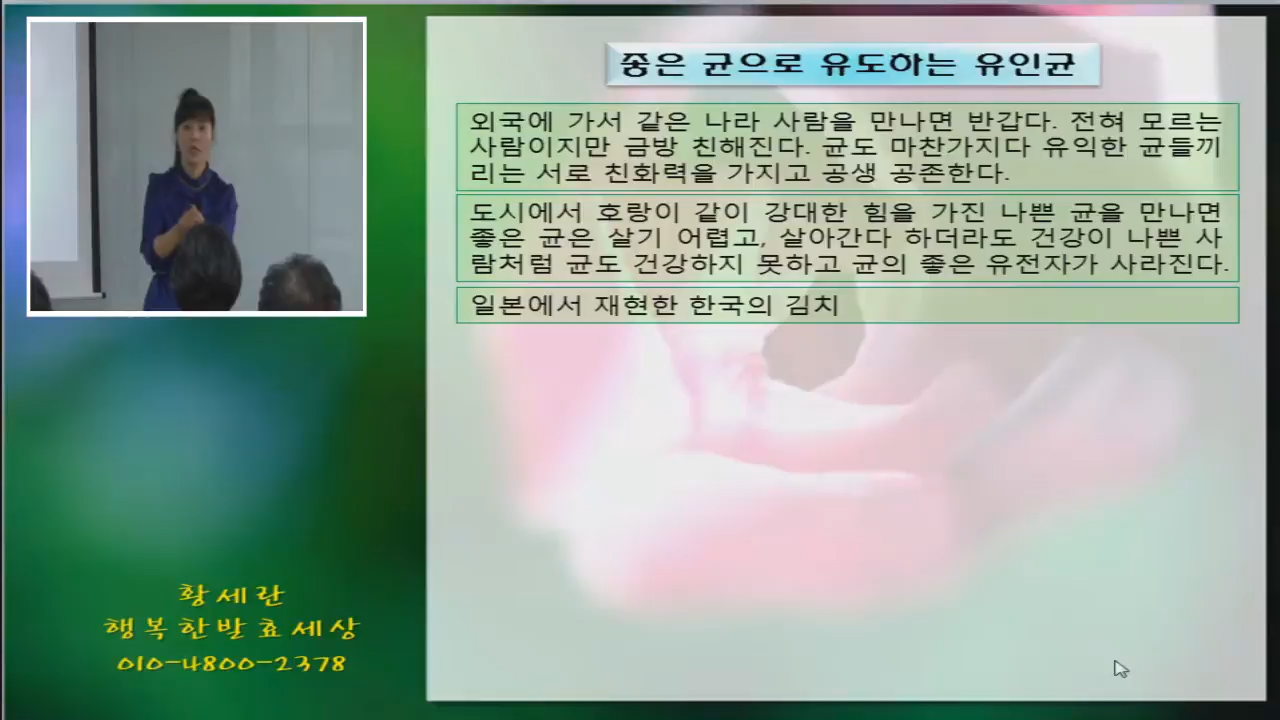 좋은 균으로 유도하는 유인균
외국에 가서 같은 나라 사람을 만나면 반갑다. 전혀 모르는
사람이지만 금방 친해진다. 균도 마찬가지다 유익한 균들끼
리는 서로 친화력을 가지고 공생 공존한다.
도시에서 호랑이 같이 강대한 힘을 가진 나쁜 균을 만나면
좋은 균은 살기 어렵고, 살아간다 하더라도 건강이 나쁜 사
람처럼 균도 건강하지 못하고 균의 좋은 유전자가 사라진다.
일본에서 재현한 한국의 김치
황세란
행복한발효세상
010-4800-2378